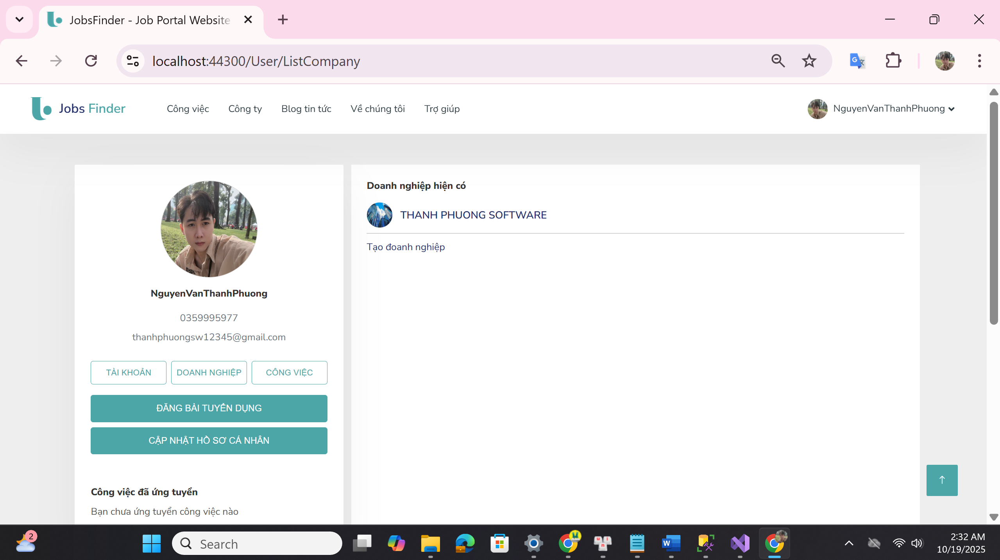 JobsFinder - Job Portal Website
localhost:44300/User/ListCompany
Jobs Finder
Công việc
Công ty
Blog tin tức
Về chúng tôi
Trợ giúp
NguyenVanThanhPhuong
NguyenVanThanhPhuong
0359995977
thanhphuongsw12345@gmail.com
TÀI KHOẢN
DOANH NGHIỆP
CÔNG VIỆC
ĐĂNG BÀI TUYỂN DỤNG
CẬP NHẬT HỒ SƠ CÁ NHÂN
Công việc đã ứng tuyển
Bạn chưa ứng tuyển công việc nào
Doanh nghiệp hiện có
THANH PHUONG SOFTWARE
Tạo doanh nghiệp
2
Search
2:32 AM
10/19/2025